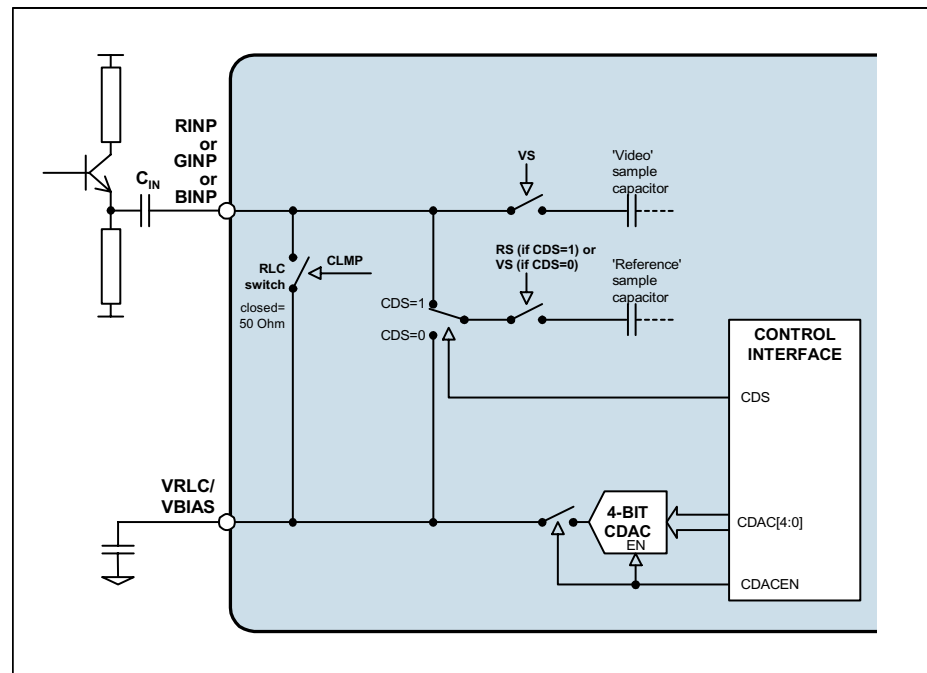 RINP
or
GINP
or
BINP
CIN
VS
'Video'
sample
capacitor
RLC
switch
CLMP
closed=
50 Ohm
RS (if CDS=1) or
VS (if CDS=0)
'Reference'
sample
capacitor
CDS=1
CDS=0
CONTROL
INTERFACE
CDS
VRLC/
VBIAS
4-BIT
CDAC
EN
CDAC[4:0]
CDACEN